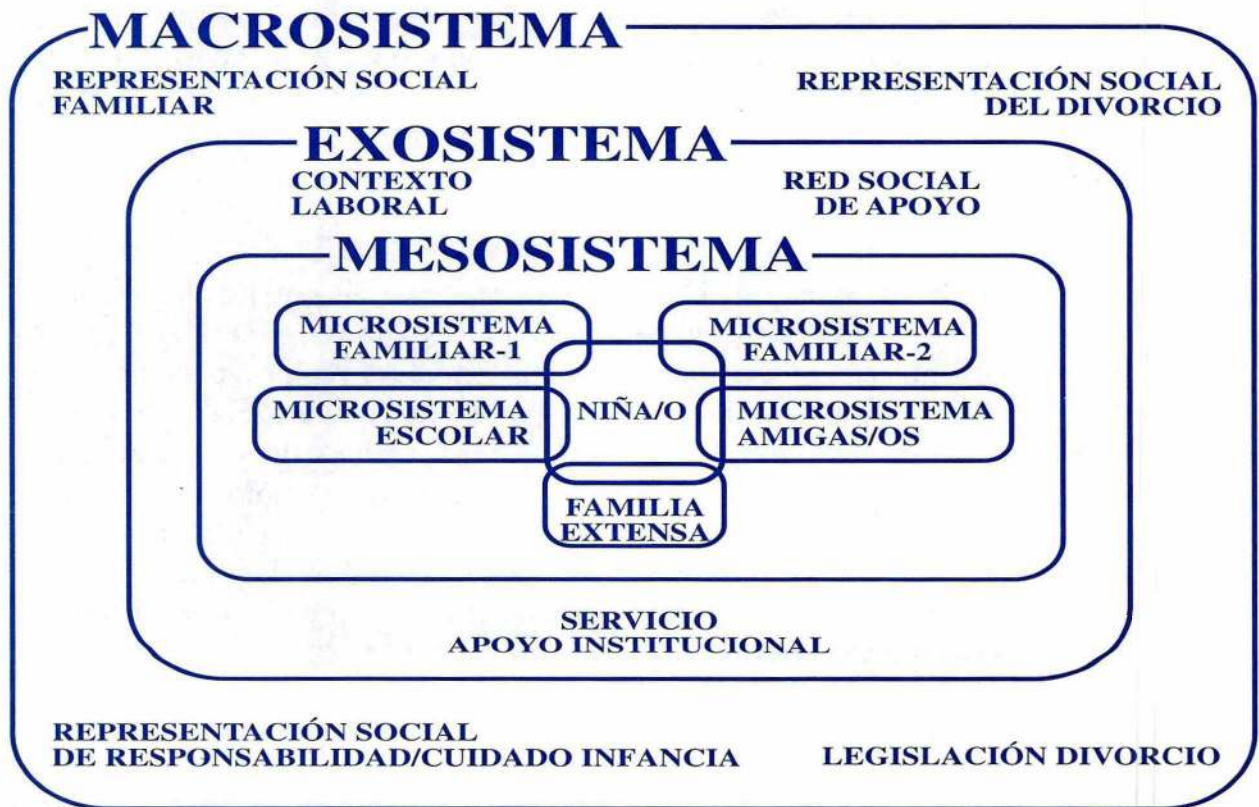 MACROSISTEMA
REPRESENTACIÓN SOCIAL
FAMILIAR
REPRESENTACIÓN SOCIAL
DEL DIVORCIO
EXOSISTEMA
CONTEXTO
LABORAL
RED SOCIAL
DE APOYO
MESOSISTEMA
MICROSISTEMA
FAMILIAR-1
MICROSISTEMA
FAMILIAR-2
MICROSISTEMA
ESCOLAR
NIÑA/O
MICROSISTEMA
AMIGAS/OS
FAMILIA
EXTENSA
SERVICIO
APOYO INSTITUCIONAL
REPRESENTACIÓN SOCIAL
DE RESPONSABILIDAD/CUIDADO INFANCIA
LEGISLACIÓN DIVORCIO